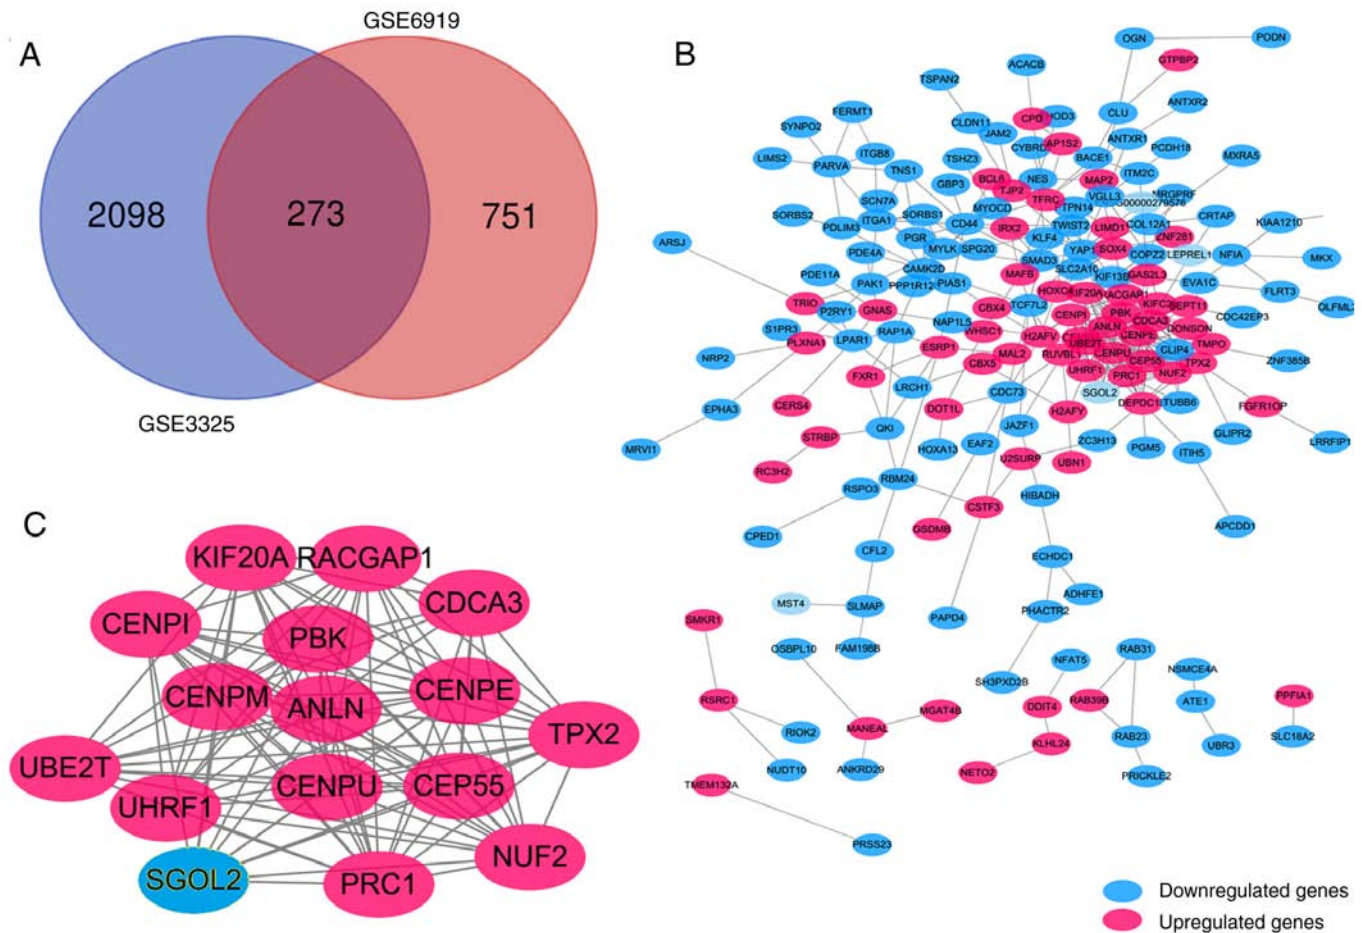 A
GSE6919
2098
273
751
GSE3325
B
OGN
PODN
GTPBP2
ACACB
TSPAN2
ANTXR2
CLU
FERMT1
CPD
CLDN11
SYNPO2
JAM2
AP1S2
ANTXR1
CYBRD
PCDH18
ITGB8
LIMS2
PARVA
TSHZ3
BACE1
MXRA5
TNS1
ITM2C
BCL6
NES
MAP2
GBP3
TJP2
MRGPRF
SCN7A
TFRC
VGLL3
G00000279576
MYOCD
TPN14
SORBS2
ITGA1
SORBS1
CRTAP
KIAA1210
PDLIM3
CD44
IRX2
TWIST2
LIMD1
COL12A1
ARSJ
PGR
KLF4
ZNF281
PDE4A
MYLK
SPG20
YAP1
SOX4
COPZ2
LEPREL1
NFIA
MKX
SMAD3
PDE11A
CAMK2D
MAFB
SLC2A10
KIF13B
GAS2L3
PAK1
PPP1R12
PIAS1
EVA1C
FLRT3
HOXC4
KIF20A
RACGAP1
TRIO
P2RY1
GNAS
CBX4
TCF7L2
KIFC2
SEPT11
OLFML
CENPI
PBK
CDC42EP3
S1PR3
NAP1L5
WHSC1
ANLN
CDCA3
RAP1A
CENPE
DONSON
PLXNA1
LPAR1
H2AFV
UBE2T
TMPO
NRP2
ESRP1
CBX5
MAL2
RUVBL1
CENPU
CLIP4
ZNF385B
FXR1
UHRF1
CEP55
TPX2
LRCH1
PRC1
NUF2
CDC73
SGOL2
EPHA3
CERS4
DOT1L
H2AFY
DEPDC1
TUBB6
FGFR1OP
QKI
JAZF1
GLIPR2
STRBP
EAF2
ZC3H13
LRRFIP1
MRVI1
HOXA13
PGM5
ITIH5
U2SURP
UBN1
RC3H2
RBM24
RSPO3
HIBADH
CSTF3
APCDD1
GSDMB
CPED1
CFL2
ECHDC1
MST4
ADHFE1
SLMAP
PHACTR2
SMKR1
PAPD4
OSBPL10
FAM198B
RAB31
NFAT5
NSMCE4A
SH3PXD2B
RSRC1
MGAT4B
DDIT4
RAB39B
ATE1
PPFIA1
MANEAL
RIOK2
KLHL24
RAB23
UBR3
SLC18A2
NUDT10
ANKRD29
NETO2
PRICKLE2
TMEM132A
PRSS23
C
KIF20A
RACGAP1
CDCA3
CENPI
PBK
CENPM
CENPE
ANLN
TPX2
UBE2T
CENPU
CEP55
UHRF1
NUF2
SGOL2
PRC1
Downregulated genes
Upregulated genes